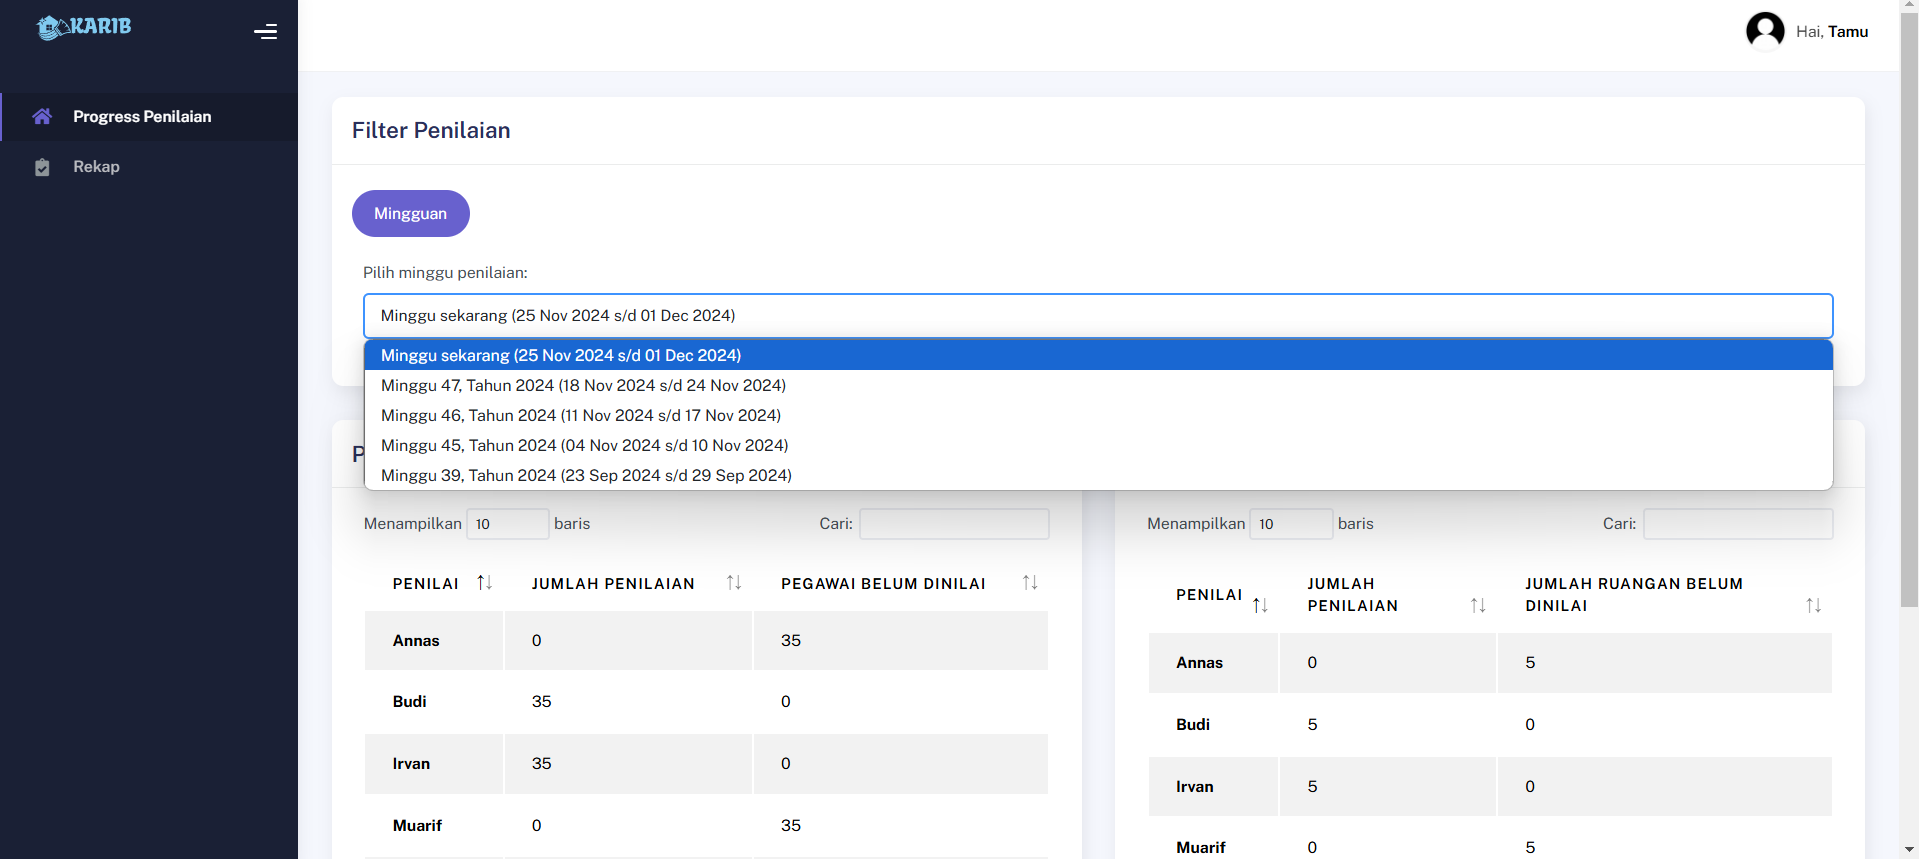 KARIB
Hai, Tamu
Progress Penilaian
Rekap
Filter Penilaian
Mingguan
Pilih minggu penilaian:
Minggu sekarang (25 Nov 2024 s/d 01 Dec 2024)
Minggu sekarang (25 Nov 2024 s/d 01 Dec 2024)
Minggu 47, Tahun 2024 (18 Nov 2024 s/d 24 Nov 2024)
Minggu 46, Tahun 2024 (11 Nov 2024 s/d 17 Nov 2024)
Minggu 45, Tahun 2024 (04 Nov 2024 s/d 10 Nov 2024)
Minggu 39, Tahun 2024 (23 Sep 2024 s/d 29 Sep 2024)
Menampilkan 10 baris Cari:
PENILAI JUMLAH PENILAIAN PEGAWAI BELUM DINILAI
Annas 0 35
Budi 35 0
Irvan 35 0
Muarif 0 35
Menampilkan 10 baris Cari:
PENILAI JUMLAH PENILAIAN JUMLAH RUANGAN BELUM DINILAI
Annas 0 5
Budi 5 0
Irvan 5 0
Muarif 0 5